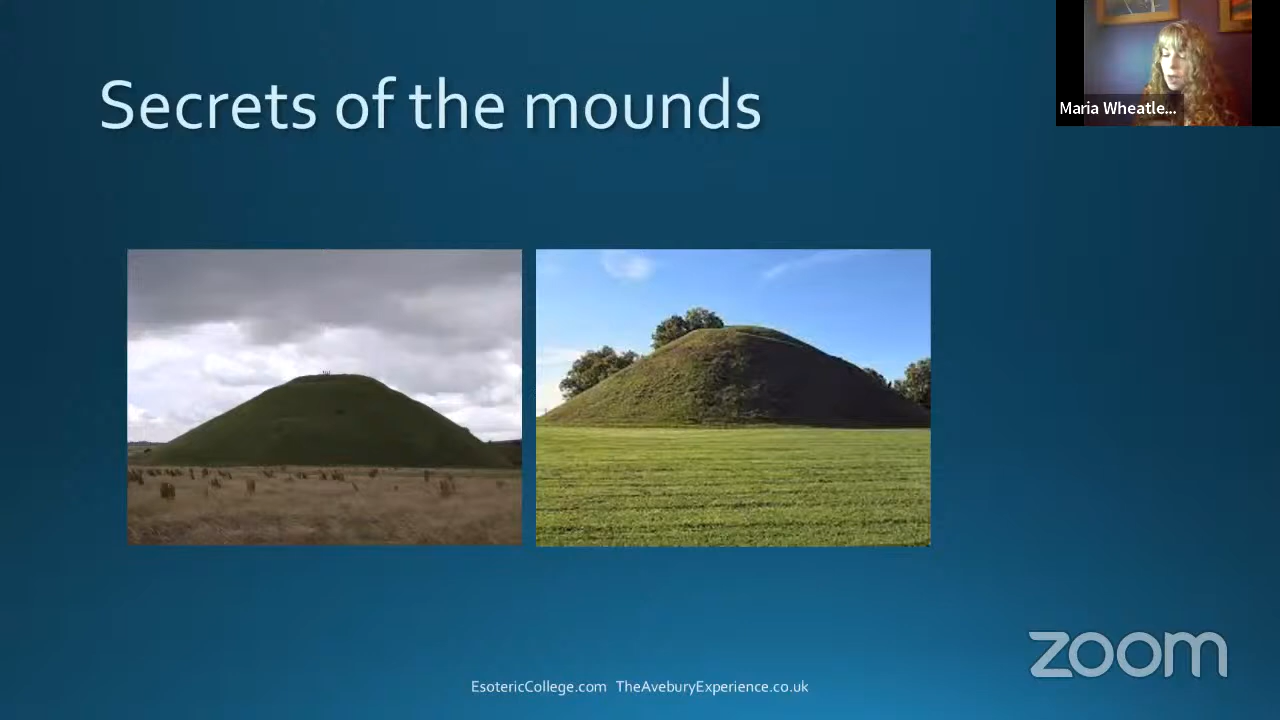 Secrets of the mounds
Maria Wheatle...
zoom
EsotericCollege.com TheAveburyExperience.co.uk